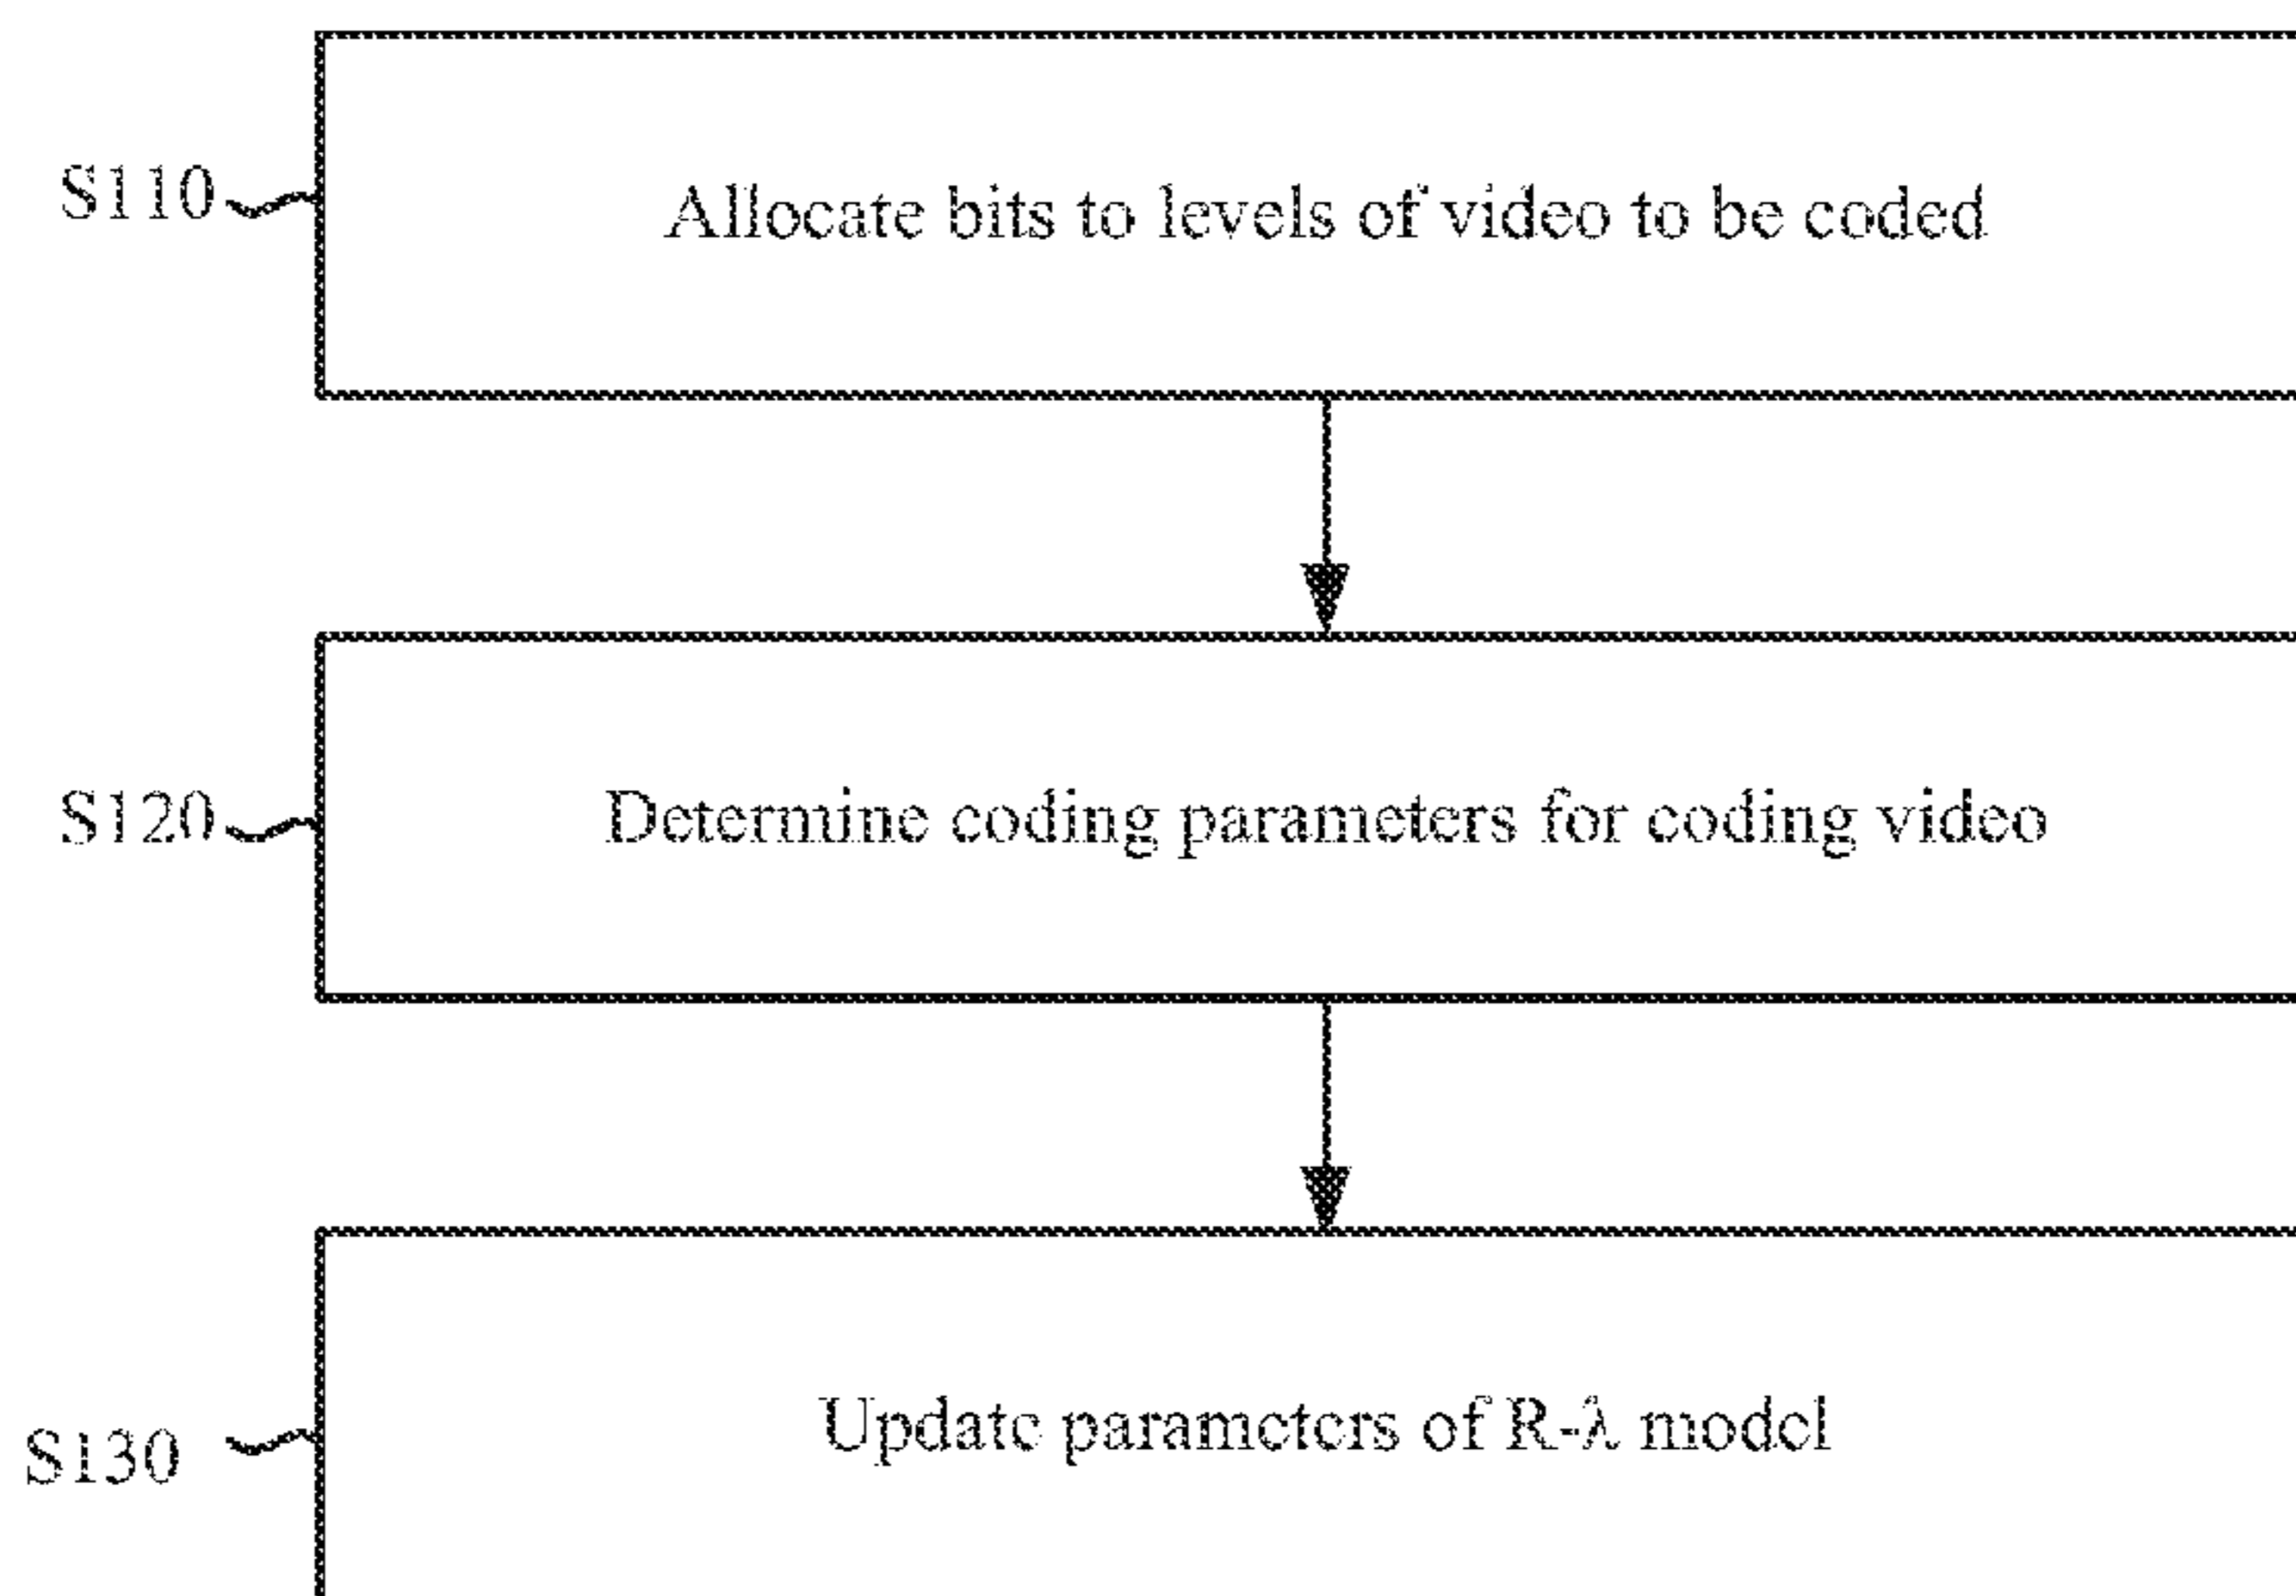 S110
Allocate bits to levels of video to be coded
S120
Determine coding parameters for coding video
S130
Update parameters of R-λ model